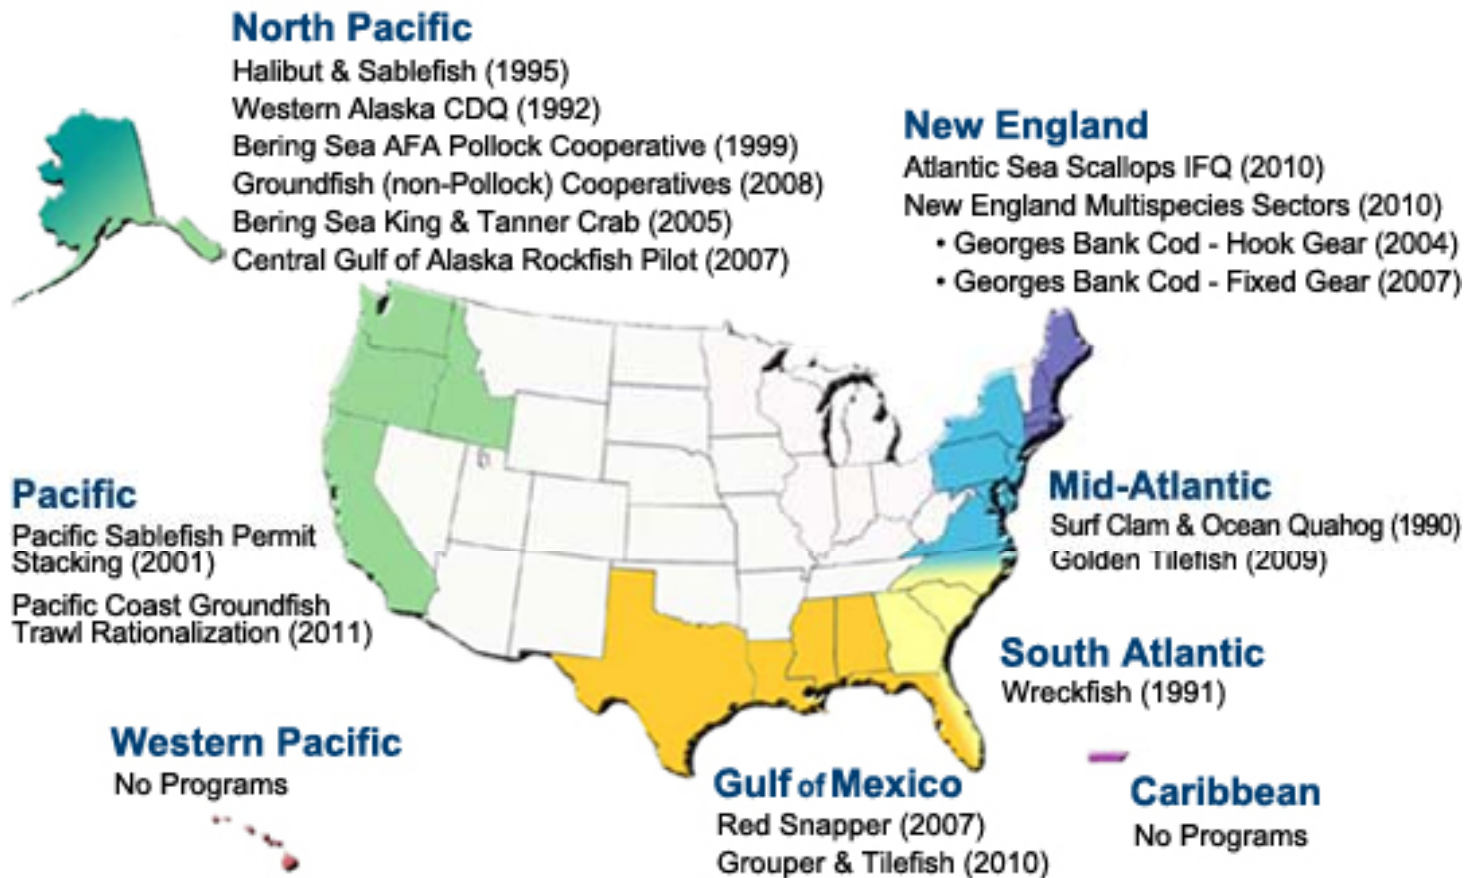 North Pacific
Halibut & Sablefish (1995)
Western Alaska CDQ (1992)
Bering Sea AFA Pollock Cooperative (1999)
Groundfish (non-Pollock) Cooperatives (2008)
Bering Sea King & Tanner Crab (2005)
Central Gulf of Alaska Rockfish Pilot (2007)
New England
Atlantic Sea Scallops IFQ (2010)
New England Multispecies Sectors (2010)
• Georges Bank Cod - Hook Gear (2004)
• Georges Bank Cod - Fixed Gear (2007)
Pacific
Pacific Sablefish Permit
Stacking (2001)
Pacific Coast Groundfish
Trawl Rationalization (2011)
Mid-Atlantic
Surf Clam & Ocean Quahog (1990)
Golden Tilefish (2009)
South Atlantic
Wreckfish (1991)
Western Pacific
No Programs
Gulf of Mexico
Red Snapper (2007)
Grouper & Tilefish (2010)
Caribbean
No Programs